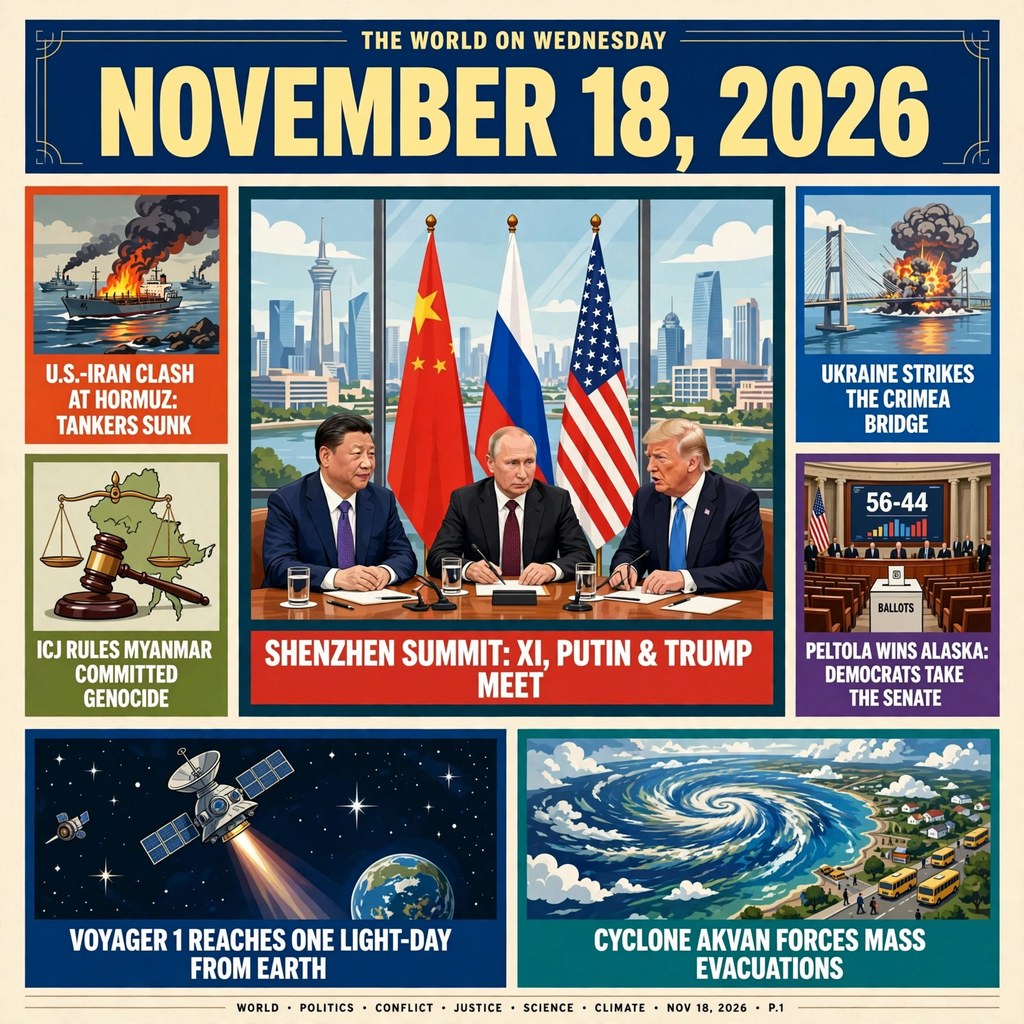 THE WORLD ON WEDNESDAY
NOVEMBER 18, 2026
U.S.-IRAN CLASH
AT HORMUZ:
TANKERS SUNK
SHENZHEN SUMMIT: XI, PUTIN & TRUMP
MEET
UKRAINE STRIKES
THE CRIMEA
BRIDGE
ICJ RULES MYANMAR
COMMITTED
GENOCIDE
56-44
BALLOTS
PELTOLA WINS ALASKA:
DEMOCRATS TAKE
THE SENATE
VOYAGER 1 REACHES ONE LIGHT-DAY
FROM EARTH
CYCLONE AKVAN FORCES MASS
EVACUATIONS
WORLD • POLITICS • CONFLICT • JUSTICE • SCIENCE • CLIMATE • NOV 18, 2026 • P.1